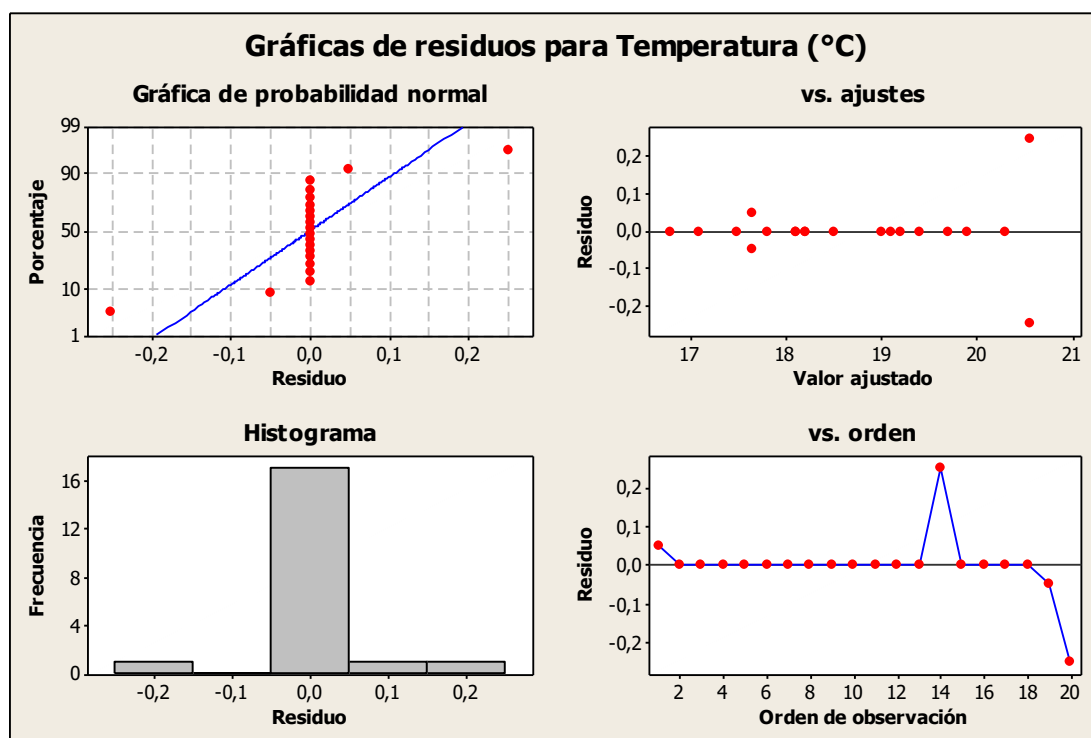 Gráficas de residuos para Temperatura (°C)
Gráfica de probabilidad normal
99
90
50
10
1
Porcentaje
-0,2 -0,1 0,0 0,1 0,2
Residuo
vs. ajustes
0,2
0,1
0,0
-0,1
-0,2
Residuo
17 18 19 20 21
Valor ajustado
Histograma
16
12
8
4
0
Frecuencia
-0,2 -0,1 0,0 0,1 0,2
Residuo
vs. orden
0,2
0,1
0,0
-0,1
-0,2
Residuo
2 4 6 8 10 12 14 16 18 20
Orden de observación